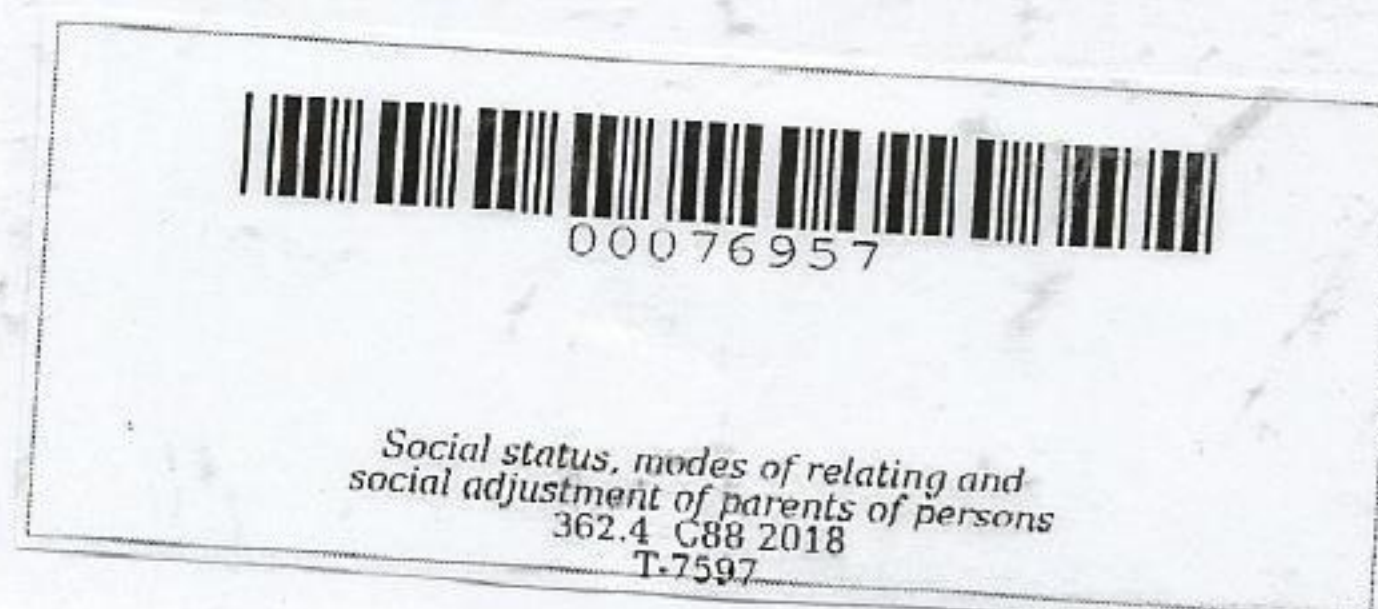 00076957
Social status, modes of relating and
social adjustment of parents of persons
362.4 C88 2018
T-7597